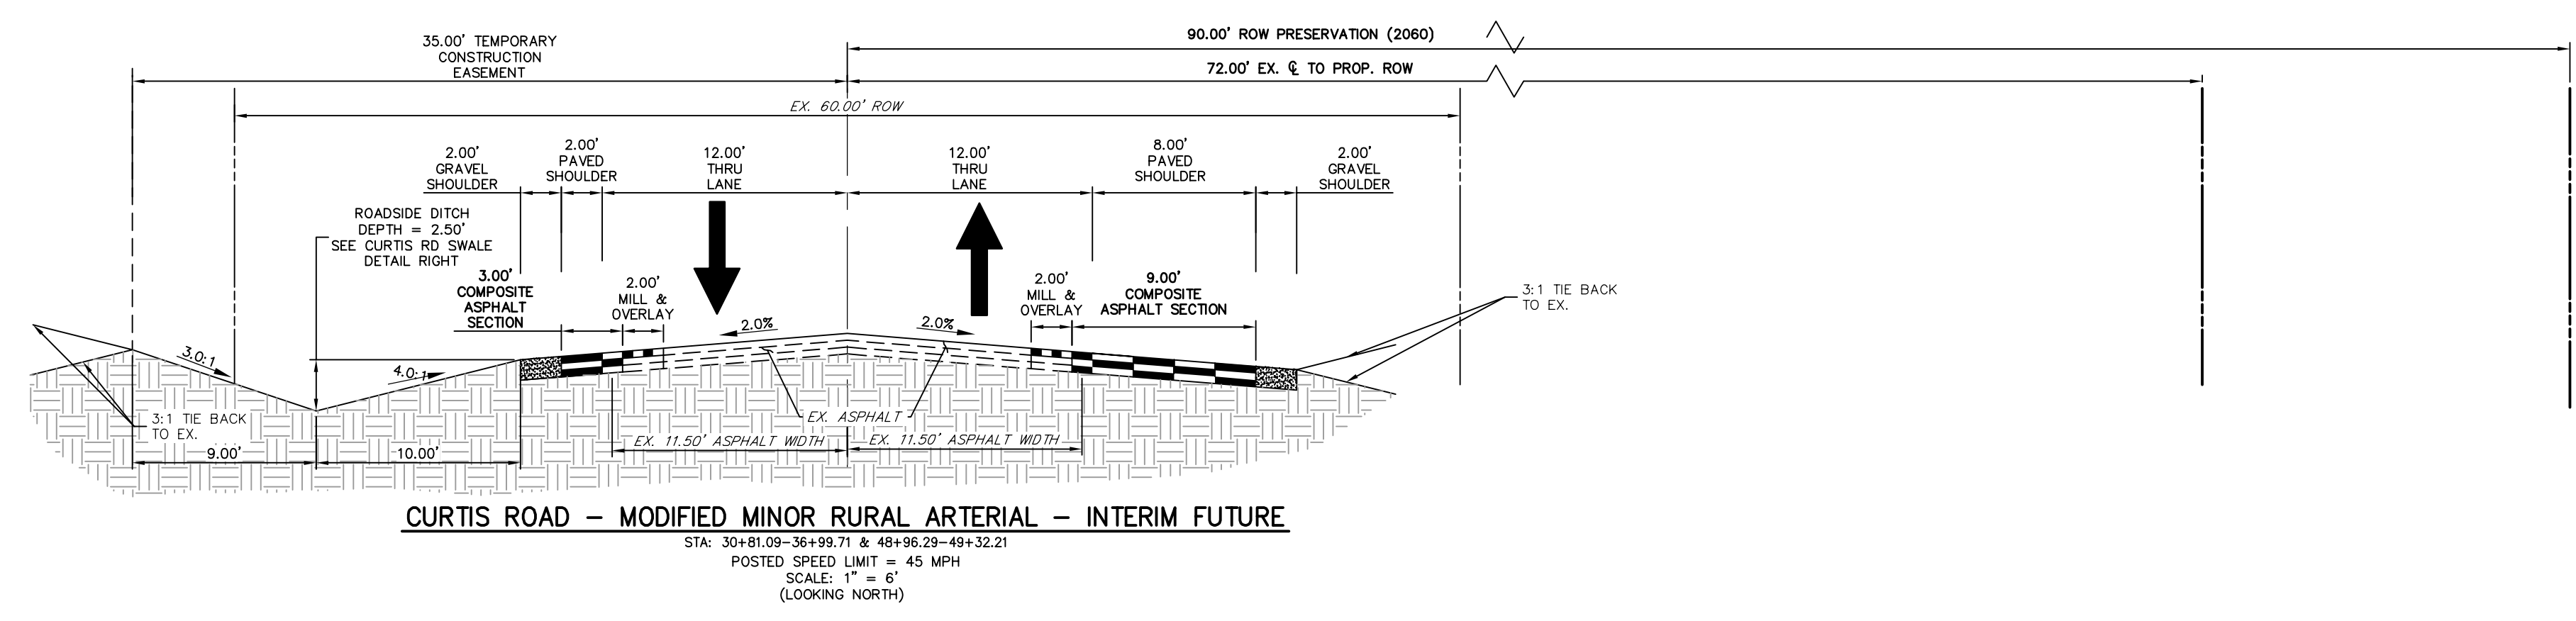 90.00' ROW PRESERVATION (2060)
35.00' TEMPORARY
CONSTRUCTION
EASEMENT
72.00' EX. ℄ TO PROP. ROW
EX. 60.00' ROW
2.00'
GRAVEL
SHOULDER
2.00'
PAVED
SHOULDER
12.00'
THRU
LANE
12.00'
THRU
LANE
8.00'
PAVED
SHOULDER
2.00'
GRAVEL
SHOULDER
ROADSIDE DITCH
DEPTH = 2.50'
SEE CURTIS RD SWALE
DETAIL RIGHT
3.00'
COMPOSITE
ASPHALT
SECTION
2.00'
MILL &
OVERLAY
2.00'
MILL &
OVERLAY
9.00'
COMPOSITE
ASPHALT SECTION
3:1 TIE BACK
TO EX.
2.0%
2.0%
3.0:1
4.0:1
3:1 TIE BACK
TO EX.
EX. ASPHALT
EX. 11.50' ASPHALT WIDTH
EX. 11.50' ASPHALT WIDTH
9.00'
10.00'
CURTIS ROAD – MODIFIED MINOR RURAL ARTERIAL – INTERIM FUTURE
STA: 30+81.09-36+99.71 & 48+96.29-49+32.21
POSTED SPEED LIMIT = 45 MPH
SCALE: 1" = 6'
(LOOKING NORTH)